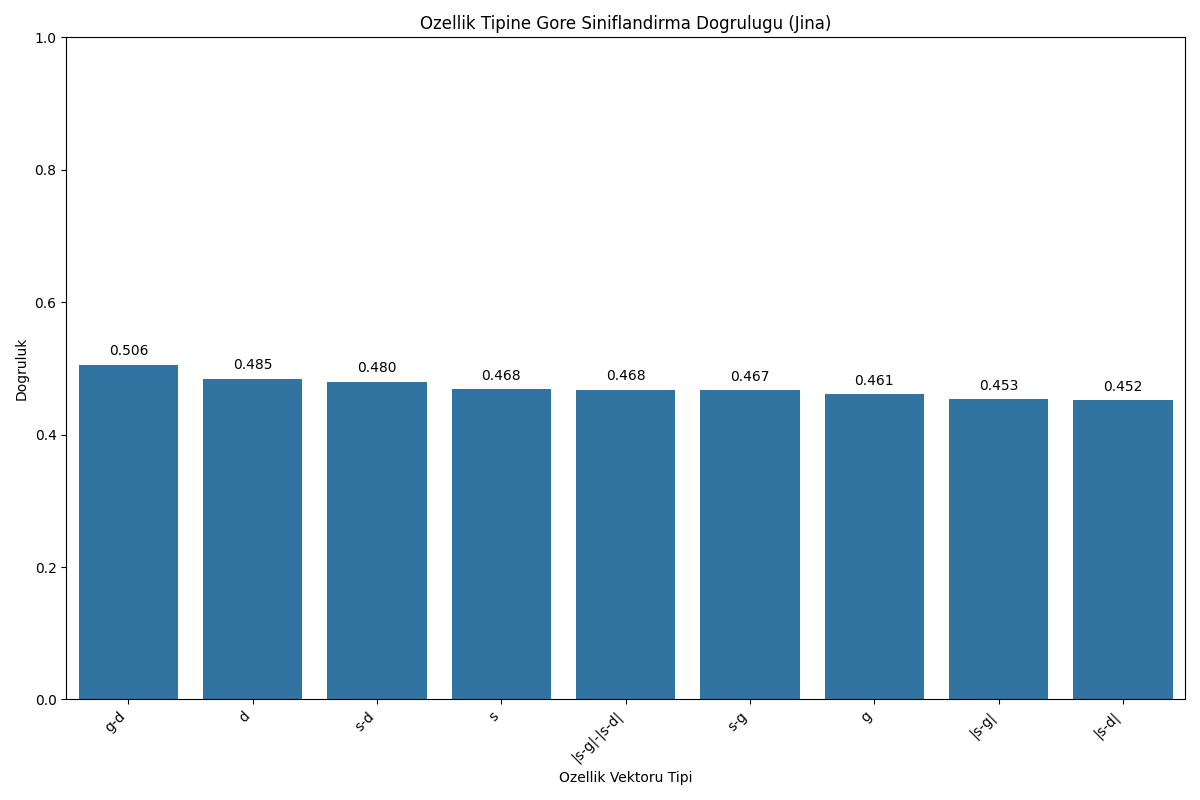 Ozellik Tipine Gore Siniflandirma Dogrulugu (Jina)
1.0
0.8
0.6
0.4
0.2
0.0
Dogruluk
0.506
0.485
0.480
0.468
0.468
0.467
0.461
0.453
0.452
g-d
d
s-d
s
|s-g|-|s-d|
s-g
g
|s-g|
|s-d|
Ozellik Vektoru Tipi